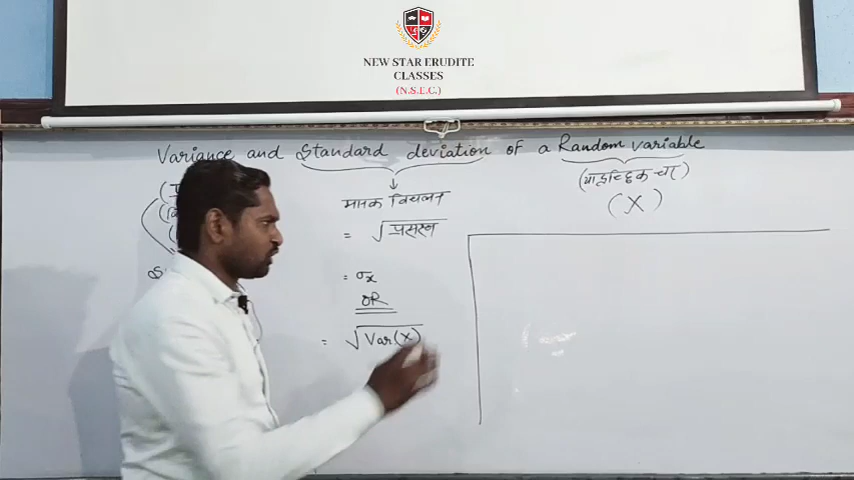 NEW STAR ERUDITE
CLASSES
(N.S.E.C.)
Variance and Standard deviation of a Random variable
मानक विचलन
= √प्रसरण
= σx
OR
= √Var(X)
(यादृच्छिक चर)
(X)